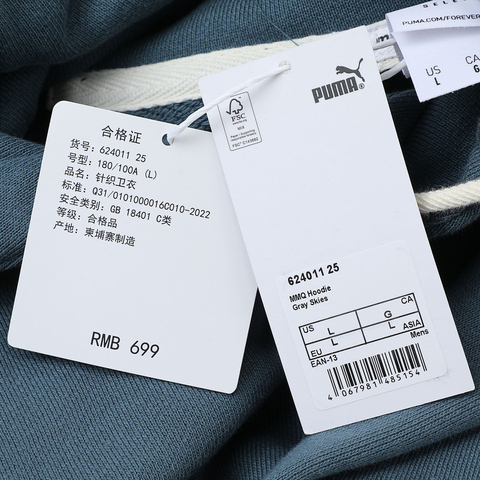 合格证
货号: 624011 25
号型: 180/100A (L)
品名: 针织卫衣
标准: Q31/0101000016C010-2022
安全类别: GB 18401 C类
等级: 合格品
产地: 柬埔寨制造
RMB 699
FSC
MIX
PUMA
624011 25
MMQ Hoodie
Gray Skies
US L G CA
EU L L ASIA
EAN-13 Mens
4 067981 485154
PUMA.COM/FOREVER
US
L
CA